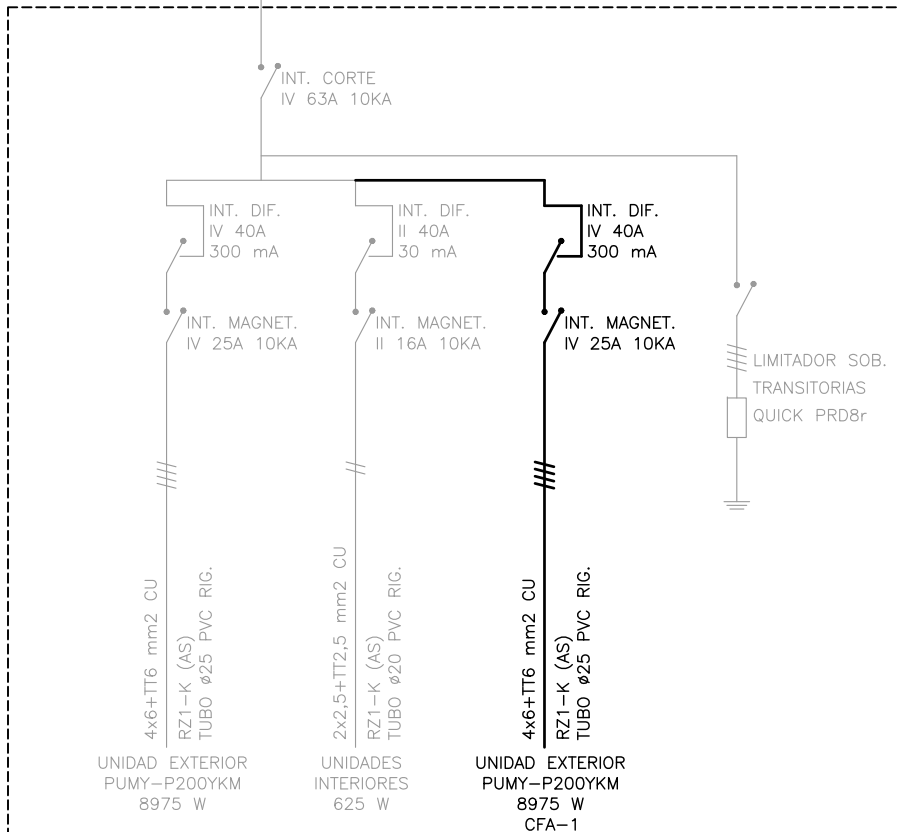 INT. CORTE
IV 63A 10KA
INT. DIF.
IV 40A
300 mA
INT. DIF.
II 40A
30 mA
INT. DIF.
IV 40A
300 mA
INT. MAGNET.
IV 25A 10KA
INT. MAGNET.
II 16A 10KA
INT. MAGNET.
IV 25A 10KA
LIMITADOR SOB.
TRANSITORIAS
QUICK PRD8r
4x6+TT6 mm2 CU
RZ1-K (AS)
TUBO ø25 PVC RIG.
2x2,5+TT2,5 mm2 CU
RZ1-K (AS)
TUBO ø20 PVC RIG.
4x6+TT6 mm2 CU
RZ1-K (AS)
TUBO ø25 PVC RIG.
UNIDAD EXTERIOR
PUMY-P200YKM
8975 W
UNIDADES
INTERIORES
625 W
UNIDAD EXTERIOR
PUMY-P200YKM
8975 W
CFA-1